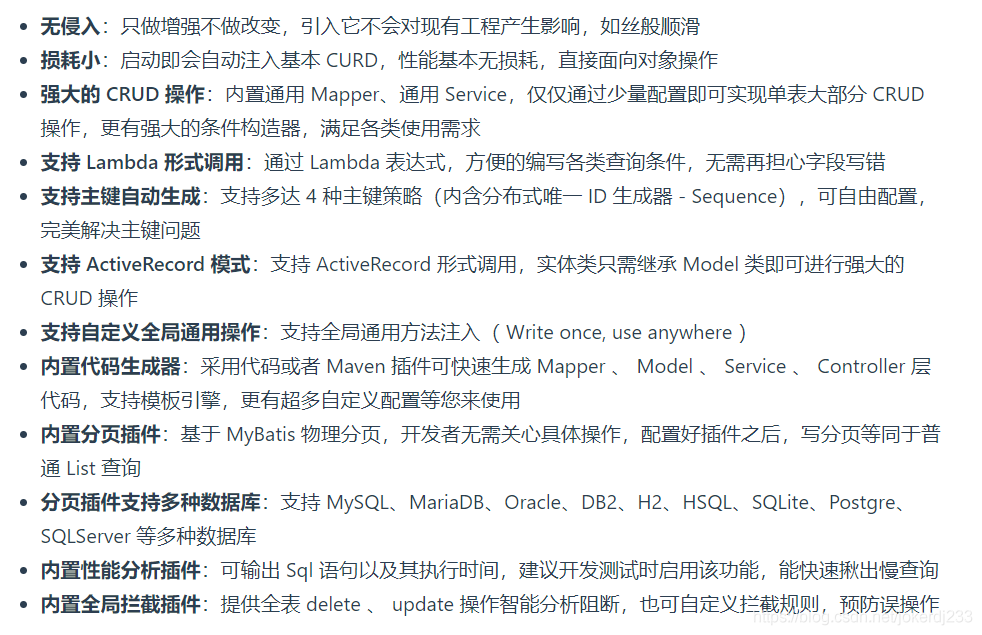 无侵入：只做增强不做改变，引入它不会对现有工程产生影响，如丝般顺滑
损耗小：启动即会自动注入基本 CURD，性能基本无损耗，直接面向对象操作
强大的 CRUD 操作：内置通用 Mapper、通用 Service，仅仅通过少量配置即可实现单表大部分 CRUD
操作，更有强大的条件构造器，满足各类使用需求
支持 Lambda 形式调用：通过 Lambda 表达式，方便的编写各类查询条件，无需再担心字段写错
支持主键自动生成：支持多达 4 种主键策略（内含分布式唯一 ID 生成器 - Sequence），可自由配置，
完美解决主键问题
支持 ActiveRecord 模式：支持 ActiveRecord 形式调用，实体类只需继承 Model 类即可进行强大的
CRUD 操作
支持自定义全局通用操作：支持全局通用方法注入（ Write once, use anywhere ）
内置代码生成器：采用代码或者 Maven 插件可快速生成 Mapper 、 Model 、 Service 、 Controller 层
代码，支持模板引擎，更有超多自定义配置等您来使用
内置分页插件：基于 MyBatis 物理分页，开发者无需关心具体操作，配置好插件之后，写分页等同于普
通 List 查询
分页插件支持多种数据库：支持 MySQL、MariaDB、Oracle、DB2、H2、HSQL、SQLite、Postgre、
SQLServer 等多种数据库
内置性能分析插件：可输出 Sql 语句以及其执行时间，建议开发测试时启用该功能，能快速揪出慢查询
内置全局拦截插件：提供全表 delete 、 update 操作智能分析阻断，也可自定义拦截规则，预防误操作
https://blog.csdn.net/jokerdj233